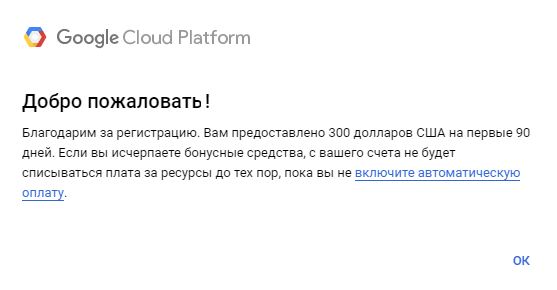 Google Cloud Platform
Добро пожаловать!
Благодарим за регистрацию. Вам предоставлено 300 долларов США на первые 90
дней. Если вы исчерпаете бонусные средства, с вашего счета не будет
списываться плата за ресурсы до тех пор, пока вы не включите автоматическую
оплату.
ОК